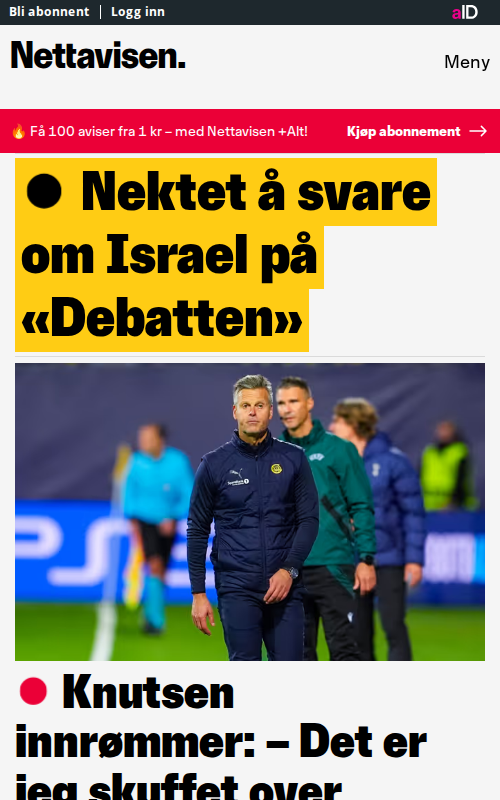 Bli abonnent | Logg inn
aID
Nettavisen.
Meny
Få 100 aviser fra 1 kr – med Nettavisen +Alt!
Kjøp abonnement →
Nektet å svare
om Israel på
«Debatten»
UEFA
Knutsen
innrømmer: – Det er
jeg skuffet over